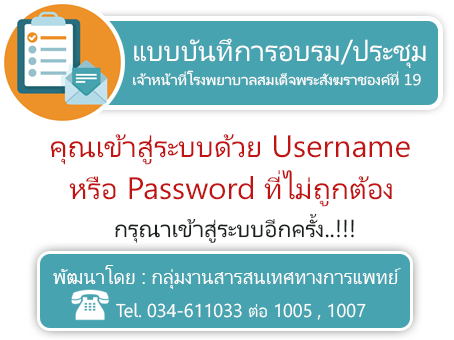 แบบบันทึการอบรม/ประชุม
เจ้าหน้าที่โรงพยาบาลสมเด็จพระสังฆราชองค์ที่ 19
คุณเข้าสู่ระบบด้วย Username
หรือ Password ที่ไม่ถูกต้อง
กรุณาเข้าสู่ระบบอีกครั้ง..!!!
พัฒนาโดย : กลุ่มงานสารสนเทศทางการแพทย์
Tel. 034-611033 ต่อ 1005 , 1007